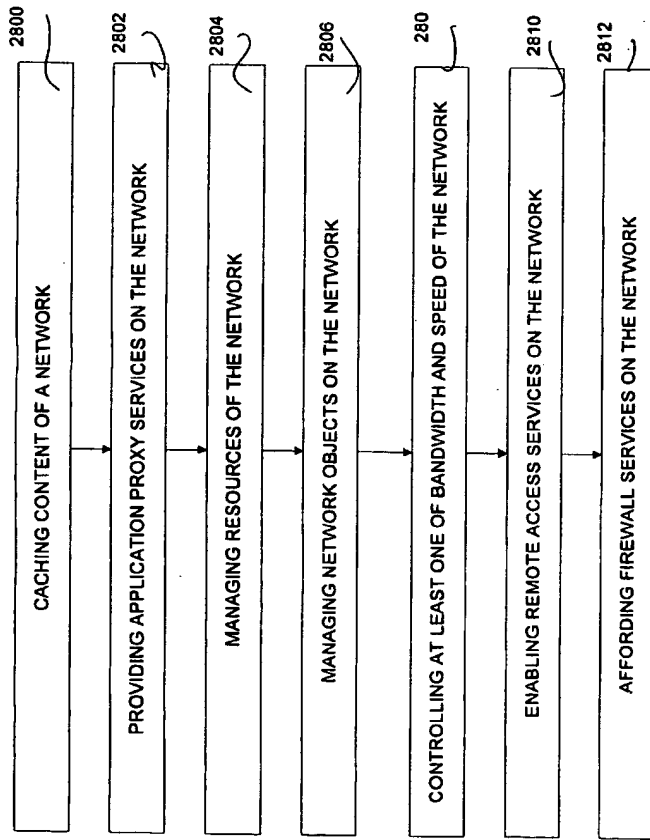 2800
CACHING CONTENT OF A NETWORK
2802
PROVIDING APPLICATION PROXY SERVICES ON THE NETWORK
2804
MANAGING RESOURCES OF THE NETWORK
2806
MANAGING NETWORK OBJECTS ON THE NETWORK
280
CONTROLLING AT LEAST ONE OF BANDWIDTH AND SPEED OF THE NETWORK
2810
ENABLING REMOTE ACCESS SERVICES ON THE NETWORK
2812
AFFORDING FIREWALL SERVICES ON THE NETWORK